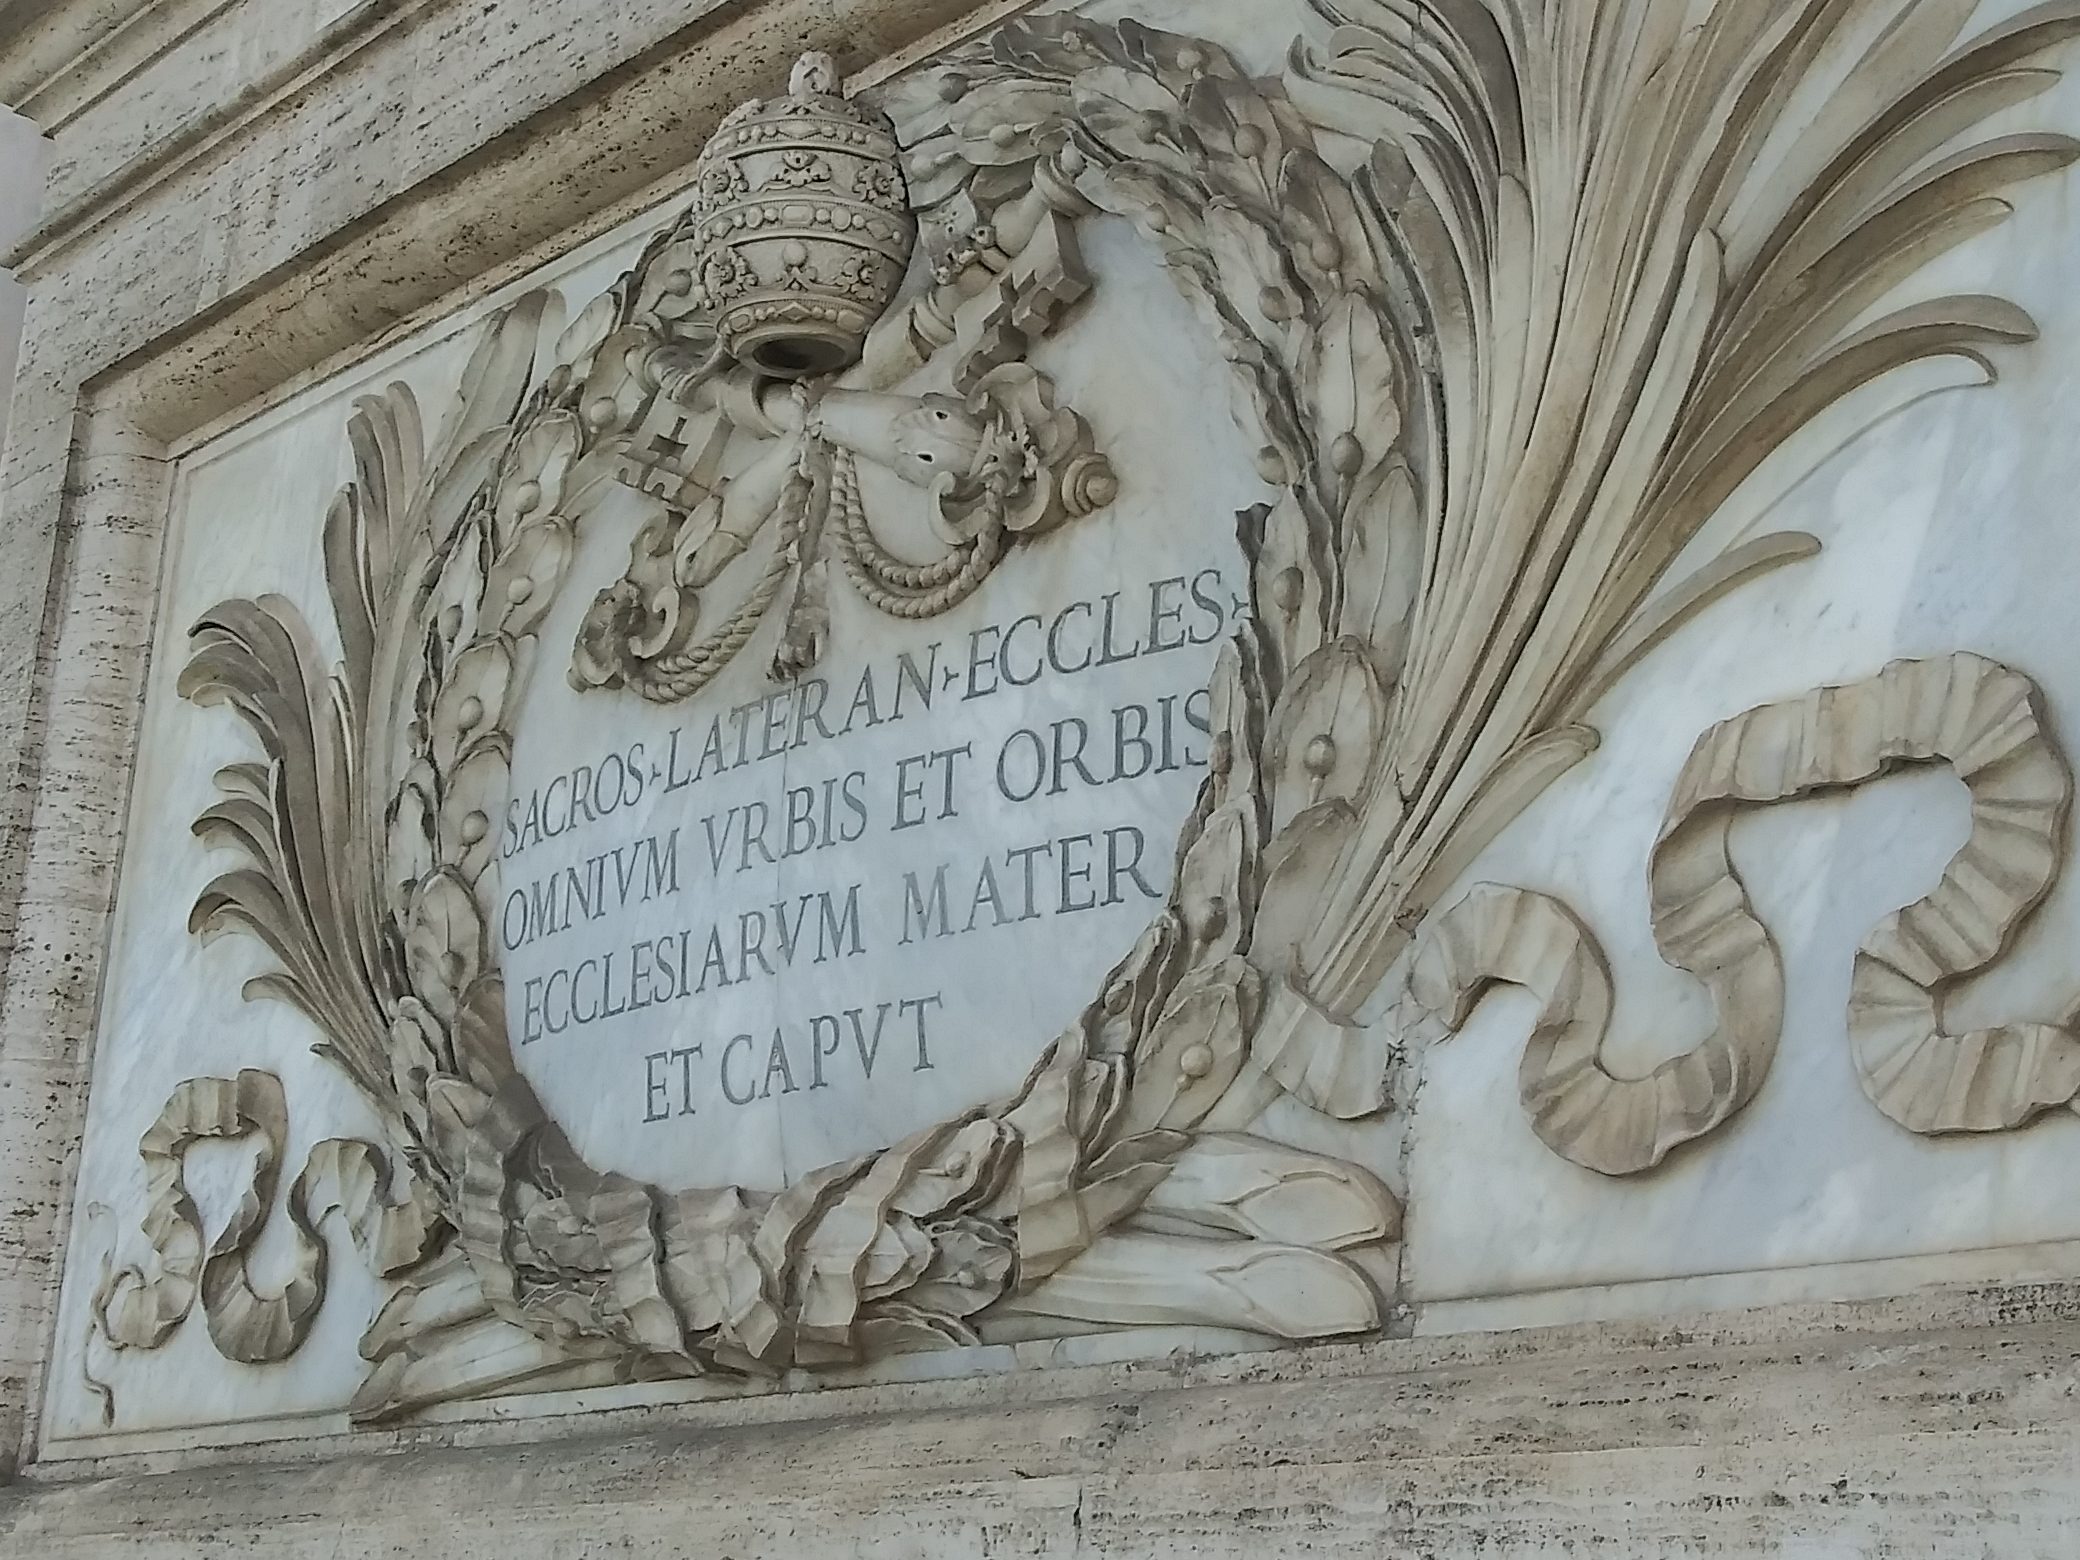 SACROS·LATERAN·ECCLES·
OMNIVM VRBIS ET ORBIS
ECCLESIARVM MATER
ET CAPVT